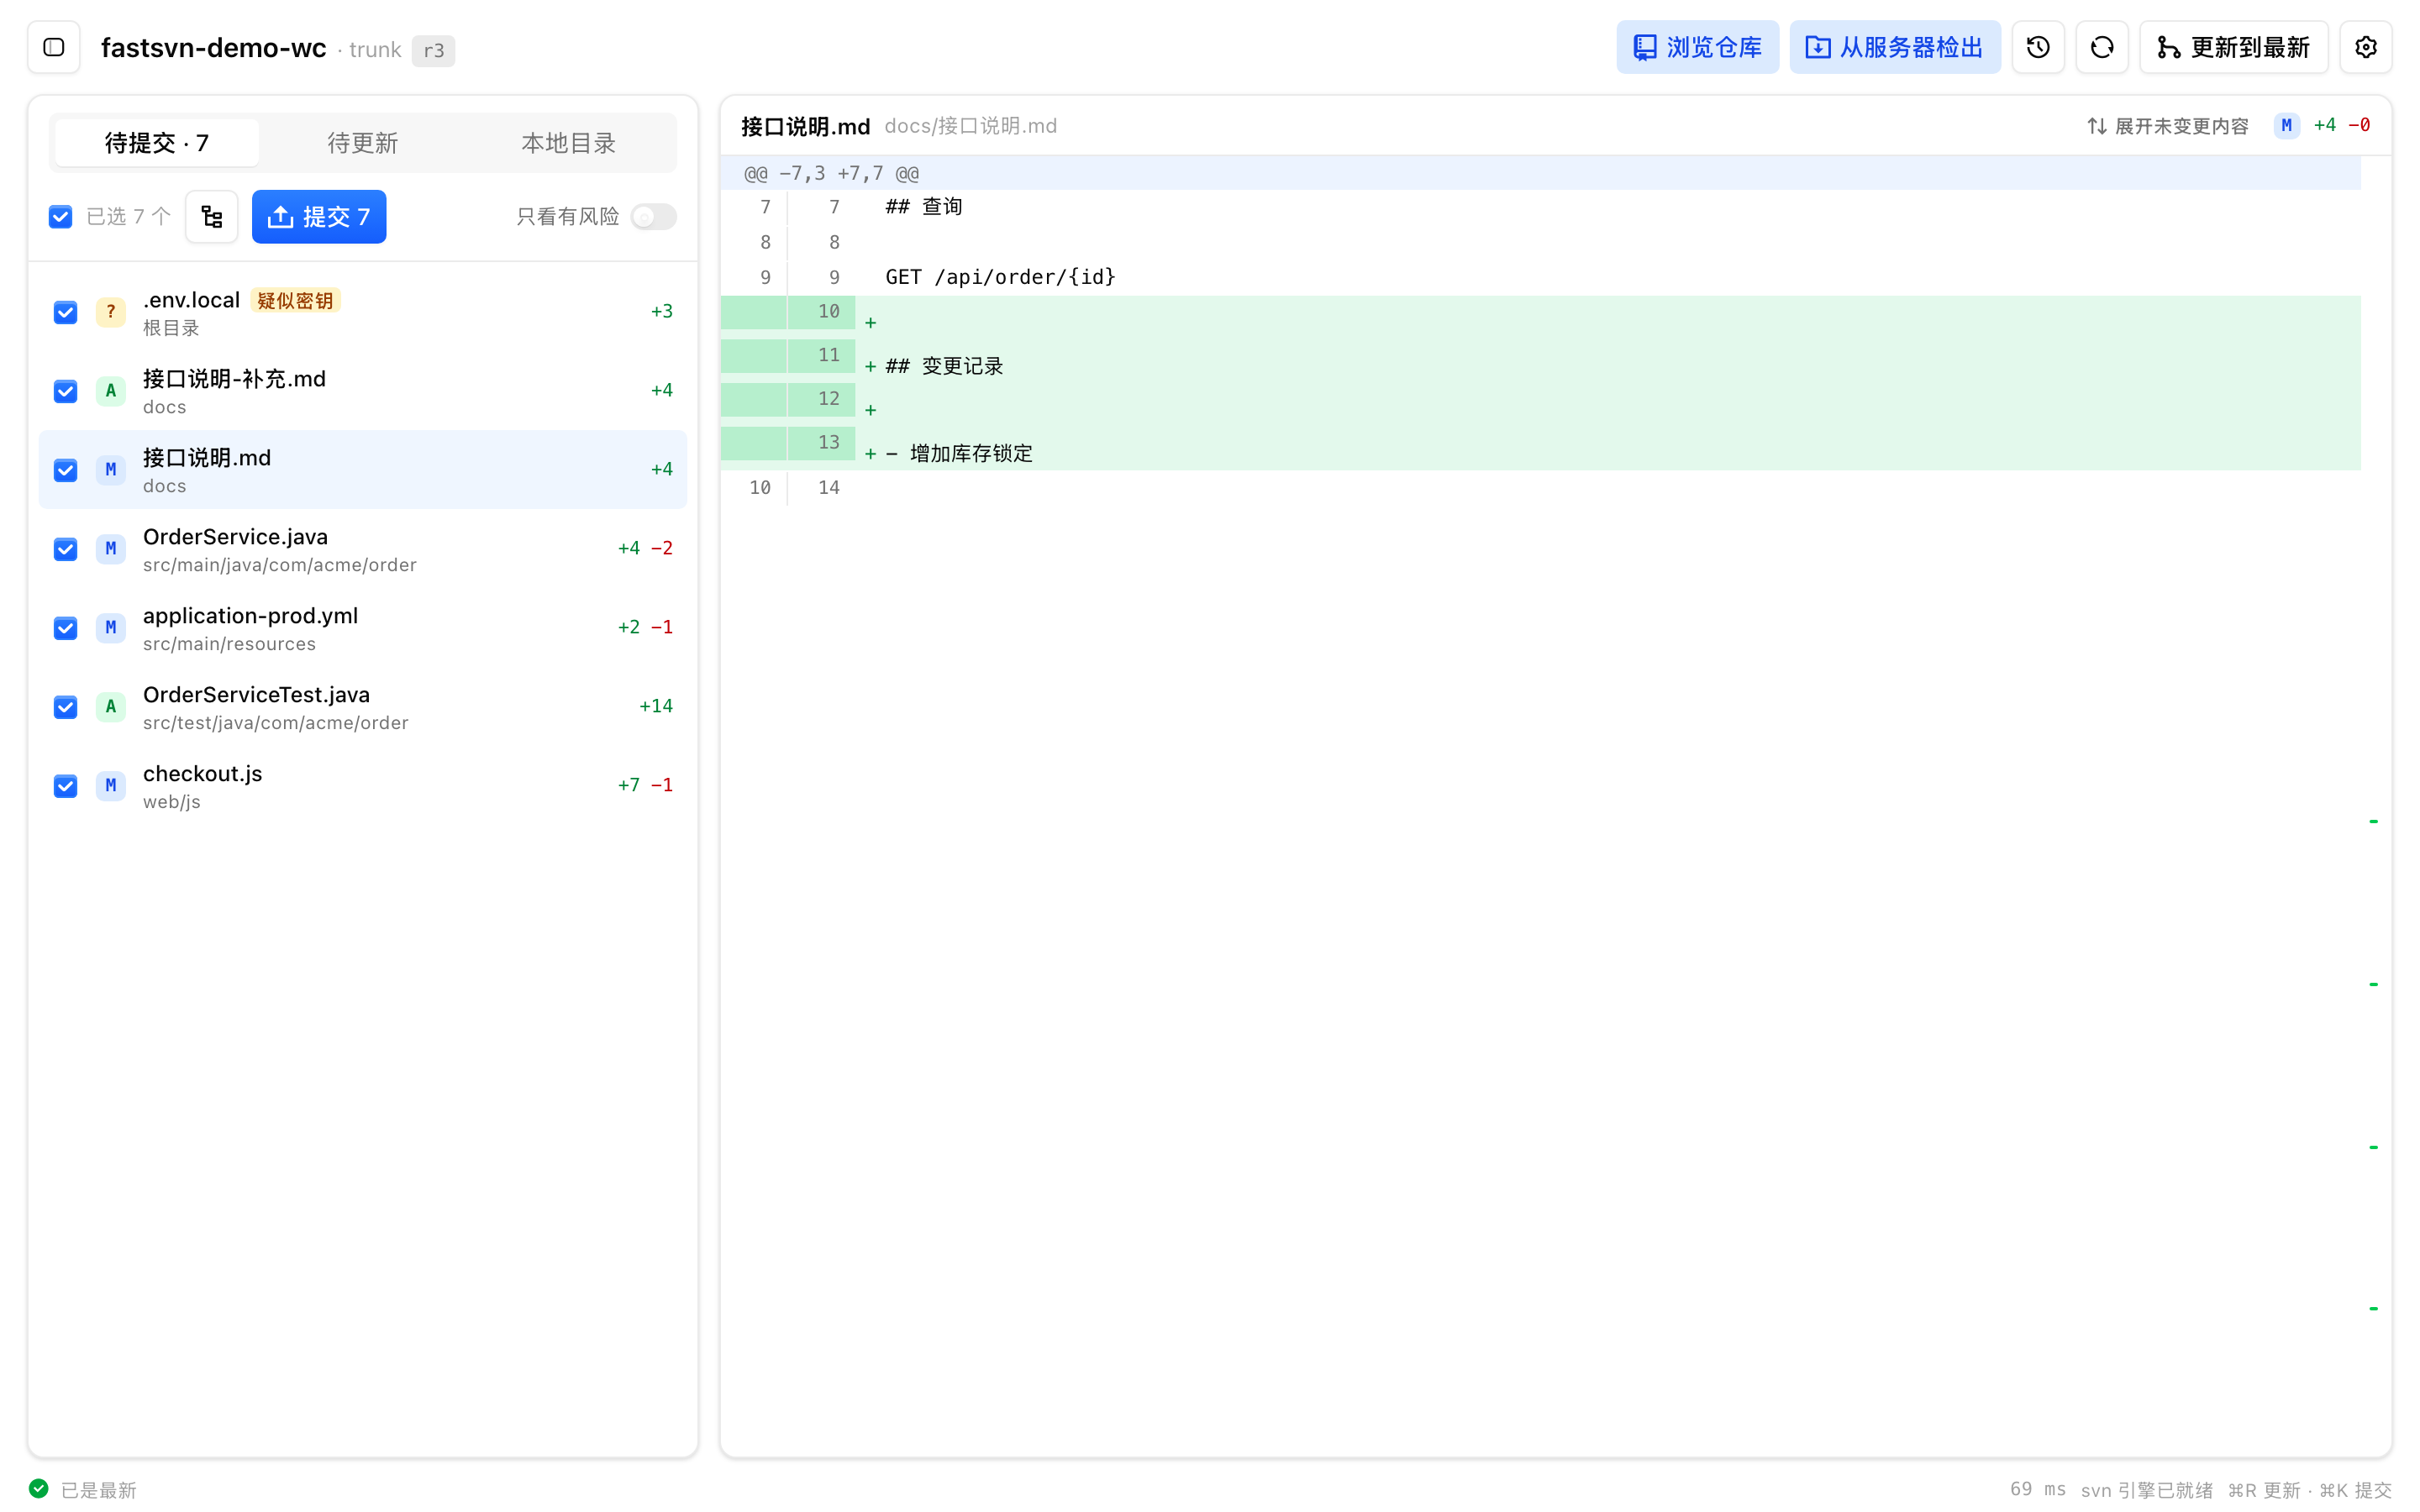 fastsvn-demo-wc · trunk r3
浏览仓库 从服务器检出 更新到最新
待提交 · 7 待更新 本地目录
已选 7 个 提交 7 只看有风险
? .env.local 疑似密钥 +3
根目录
A 接口说明-补充.md +4
docs
M 接口说明.md +4
docs
M OrderService.java +4 −2
src/main/java/com/acme/order
M application-prod.yml +2 −1
src/main/resources
A OrderServiceTest.java +14
src/test/java/com/acme/order
M checkout.js +7 −1
web/js
接口说明.md docs/接口说明.md 展开未变更内容 M +4 −0
@@ −7,3 +7,7 @@
7 7 ## 查询
8 8
9 9 GET /api/order/{id}
10 +
11 + ## 变更记录
12 +
13 + − 增加库存锁定
10 14
已是最新 69 ms svn 引擎已就绪 ⌘R 更新 · ⌘K 提交